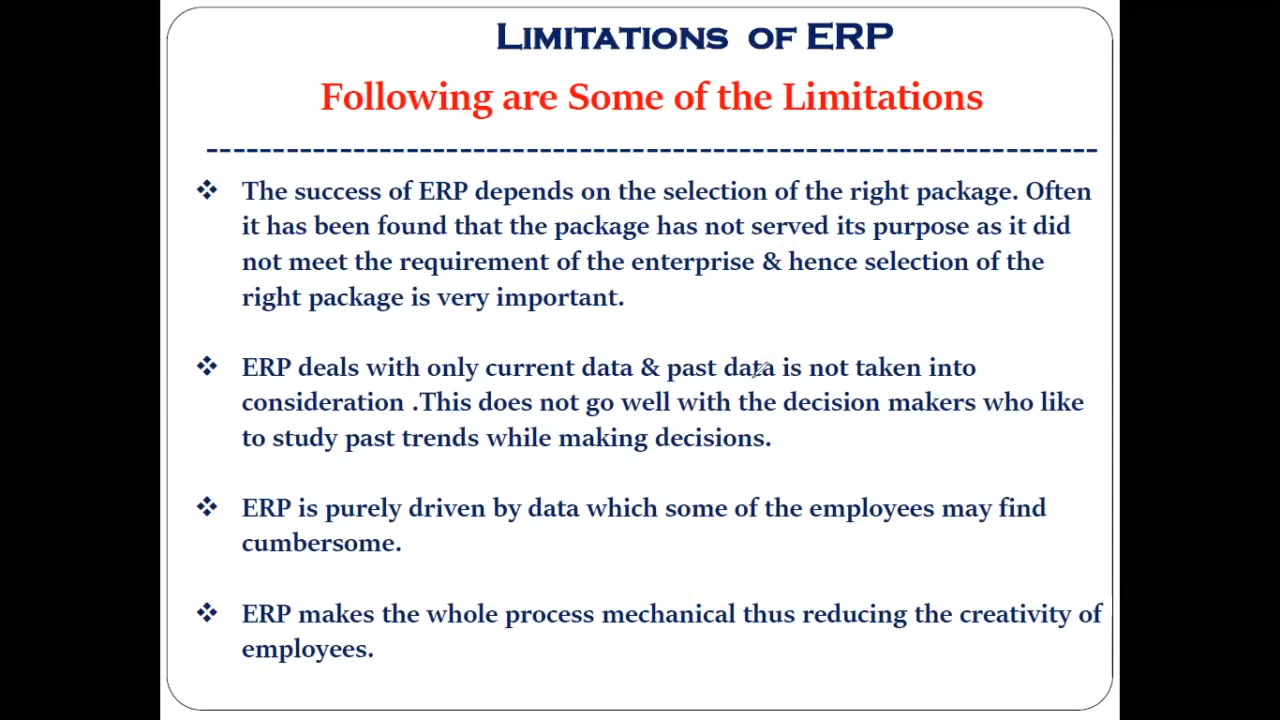 LIMITATIONS OF ERP
Following are Some of the Limitations
The success of ERP depends on the selection of the right package. Often
it has been found that the package has not served its purpose as it did
not meet the requirement of the enterprise & hence selection of the
right package is very important.
ERP deals with only current data & past data is not taken into
consideration .This does not go well with the decision makers who like
to study past trends while making decisions.
ERP is purely driven by data which some of the employees may find
cumbersome.
ERP makes the whole process mechanical thus reducing the creativity of
employees.